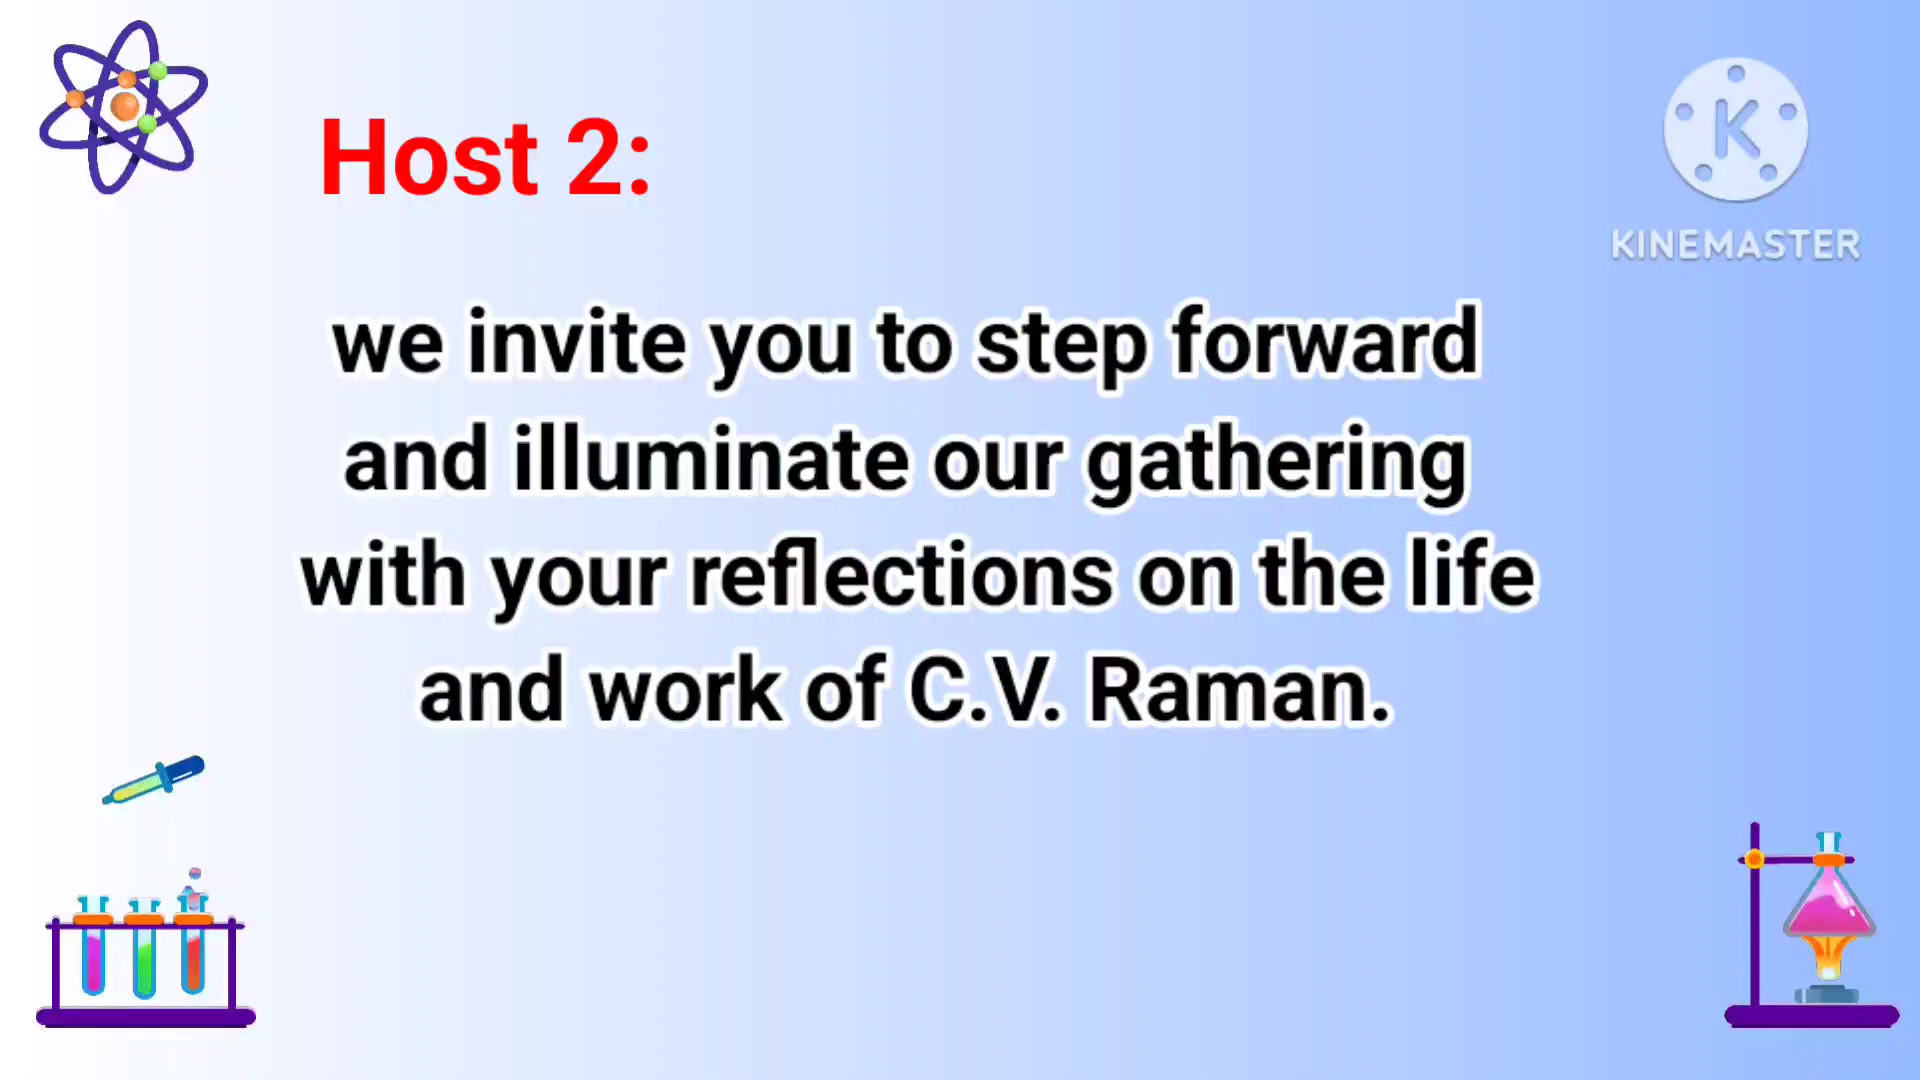 Host 2:
K
KINEMASTER
we invite you to step forward
and illuminate our gathering
with your reflections on the life
and work of C.V. Raman.